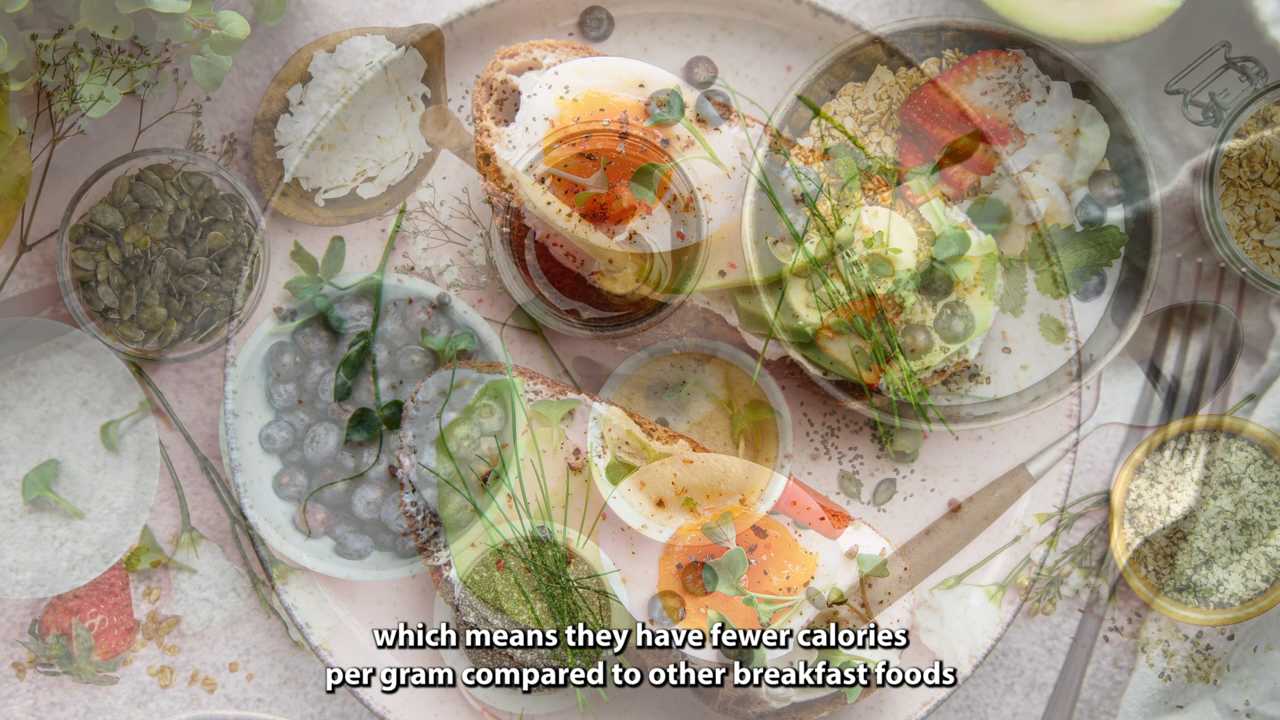 which means they have fewer calories
per gram compared to other breakfast foods